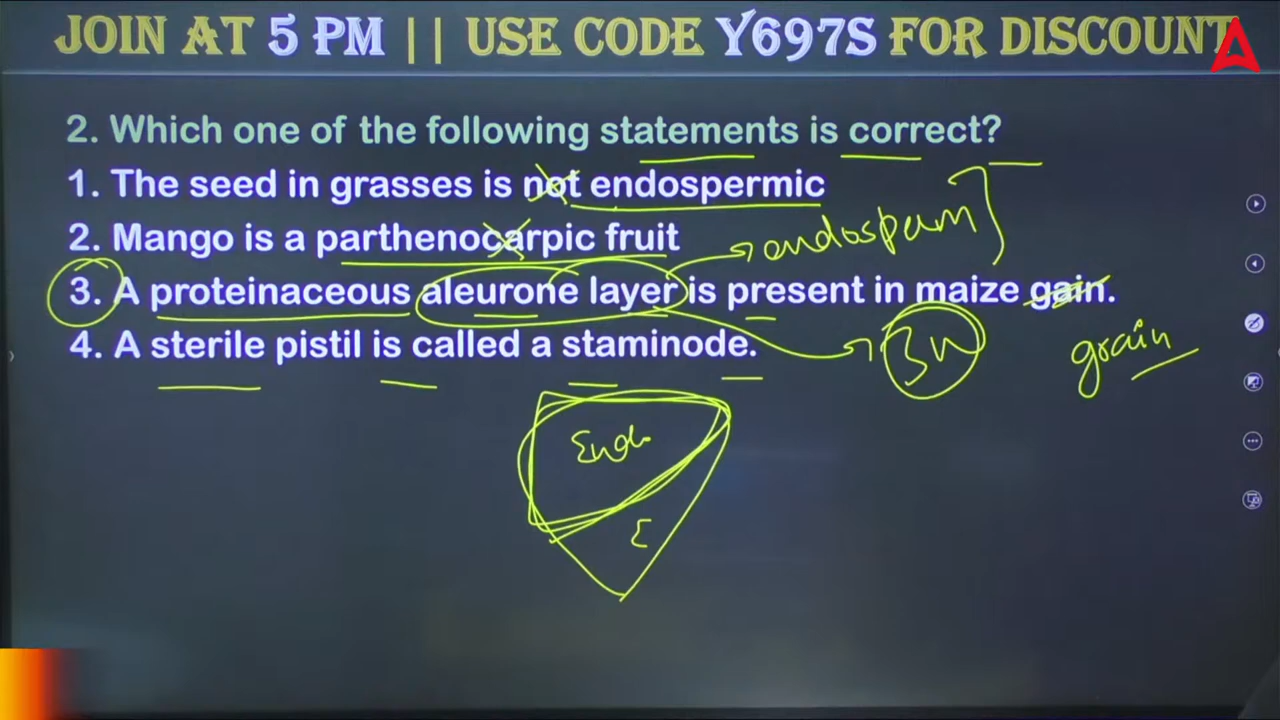 JOIN AT 5 PM || USE CODE Y697S FOR DISCOUNT
2. Which one of the following statements is correct?
1. The seed in grasses is not endospermic
2. Mango is a parthenocarpic fruit
endosperm
3. A proteinaceous aleurone layer is present in maize gain.
4. A sterile pistil is called a staminode.
3n
grain
Endo
E